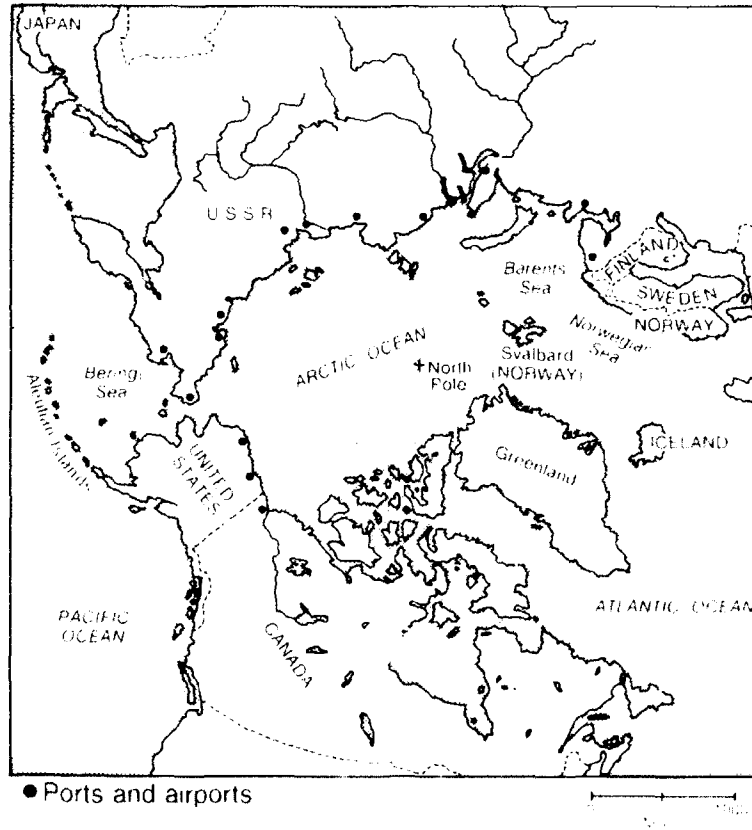 JAPAN
USSR
Barents
Sea
FINLAND
SWEDEN
NORWAY
Norwegian
Sea
ARCTIC OCEAN
Svalbard
(NORWAY)
North
Pole
Bering
Sea
Aleutian Islands
UNITED
STATES
Greenland
ICELAND
PACIFIC
OCEAN
CANADA
ATLANTIC OCEAN
Ports and airports